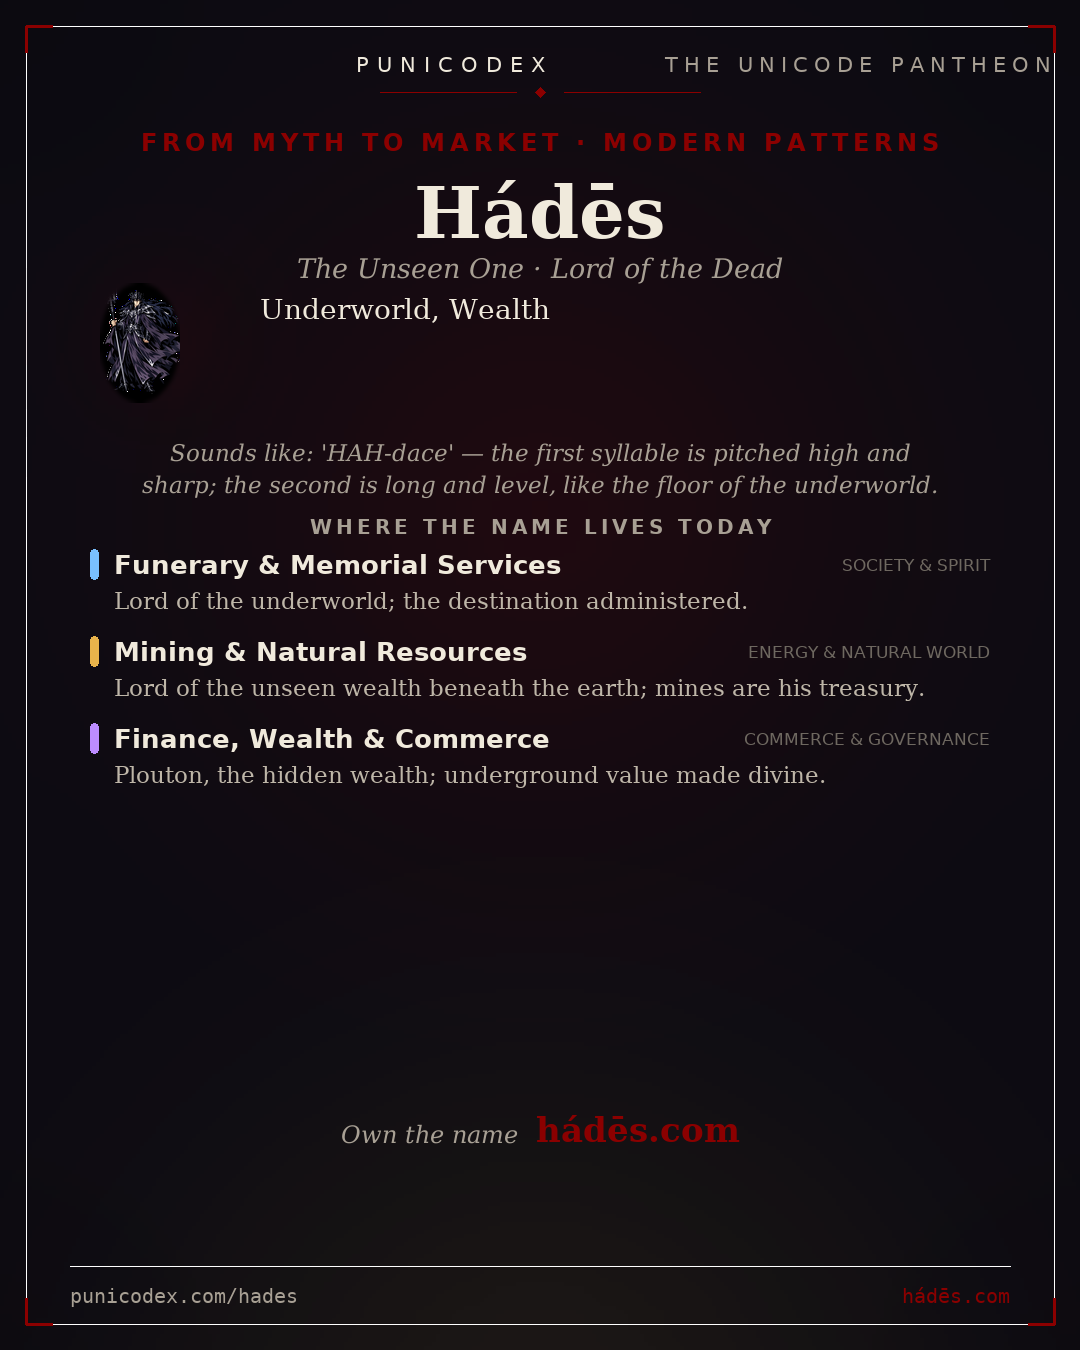 PUNICODEX THE UNICODE PANTHEON
FROM MYTH TO MARKET · MODERN PATTERNS
Hádēs
The Unseen One · Lord of the Dead
Underworld, Wealth
Sounds like: 'HAH-dace' — the first syllable is pitched high and
sharp; the second is long and level, like the floor of the underworld.
WHERE THE NAME LIVES TODAY
Funerary & Memorial Services SOCIETY & SPIRIT
Lord of the underworld; the destination administered.
Mining & Natural Resources ENERGY & NATURAL WORLD
Lord of the unseen wealth beneath the earth; mines are his treasury.
Finance, Wealth & Commerce COMMERCE & GOVERNANCE
Plouton, the hidden wealth; underground value made divine.
Own the name hádēs.com
punicodex.com/hades hádēs.com